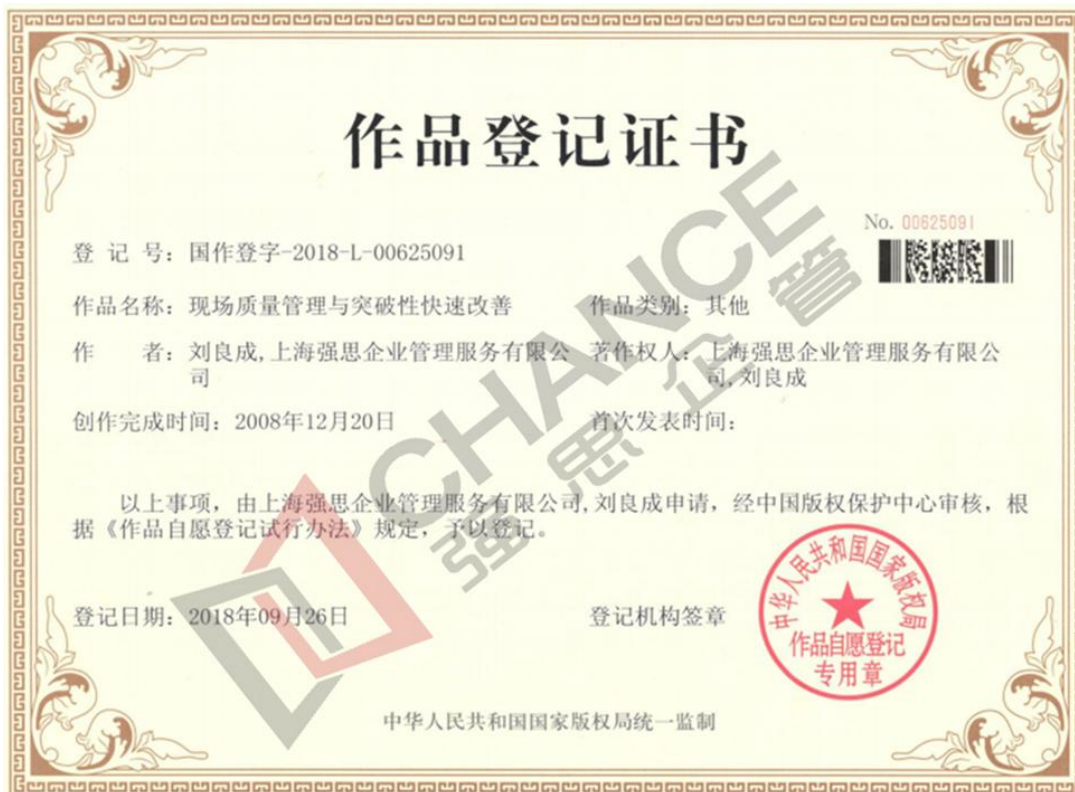 作品登记证书
No. 00625091
登 记 号：国作登字-2018-L-00625091
作品名称：现场质量管理与突破性快速改善 作品类别：其他
作 者：刘良成,上海强思企业管理服务有限公 著作权人：上海强思企业管理服务有限公
司 司,刘良成
创作完成时间：2008年12月20日 首次发表时间：
以上事项，由上海强思企业管理服务有限公司,刘良成申请，经中国版权保护中心审核，根
据《作品自愿登记试行办法》规定，予以登记.
登记日期：2018年09月26日 登记机构签章
中华人民共和国国家版权局
作品自愿登记
专用章
中华人民共和国国家版权局统一监制
CHANCE
强思企管